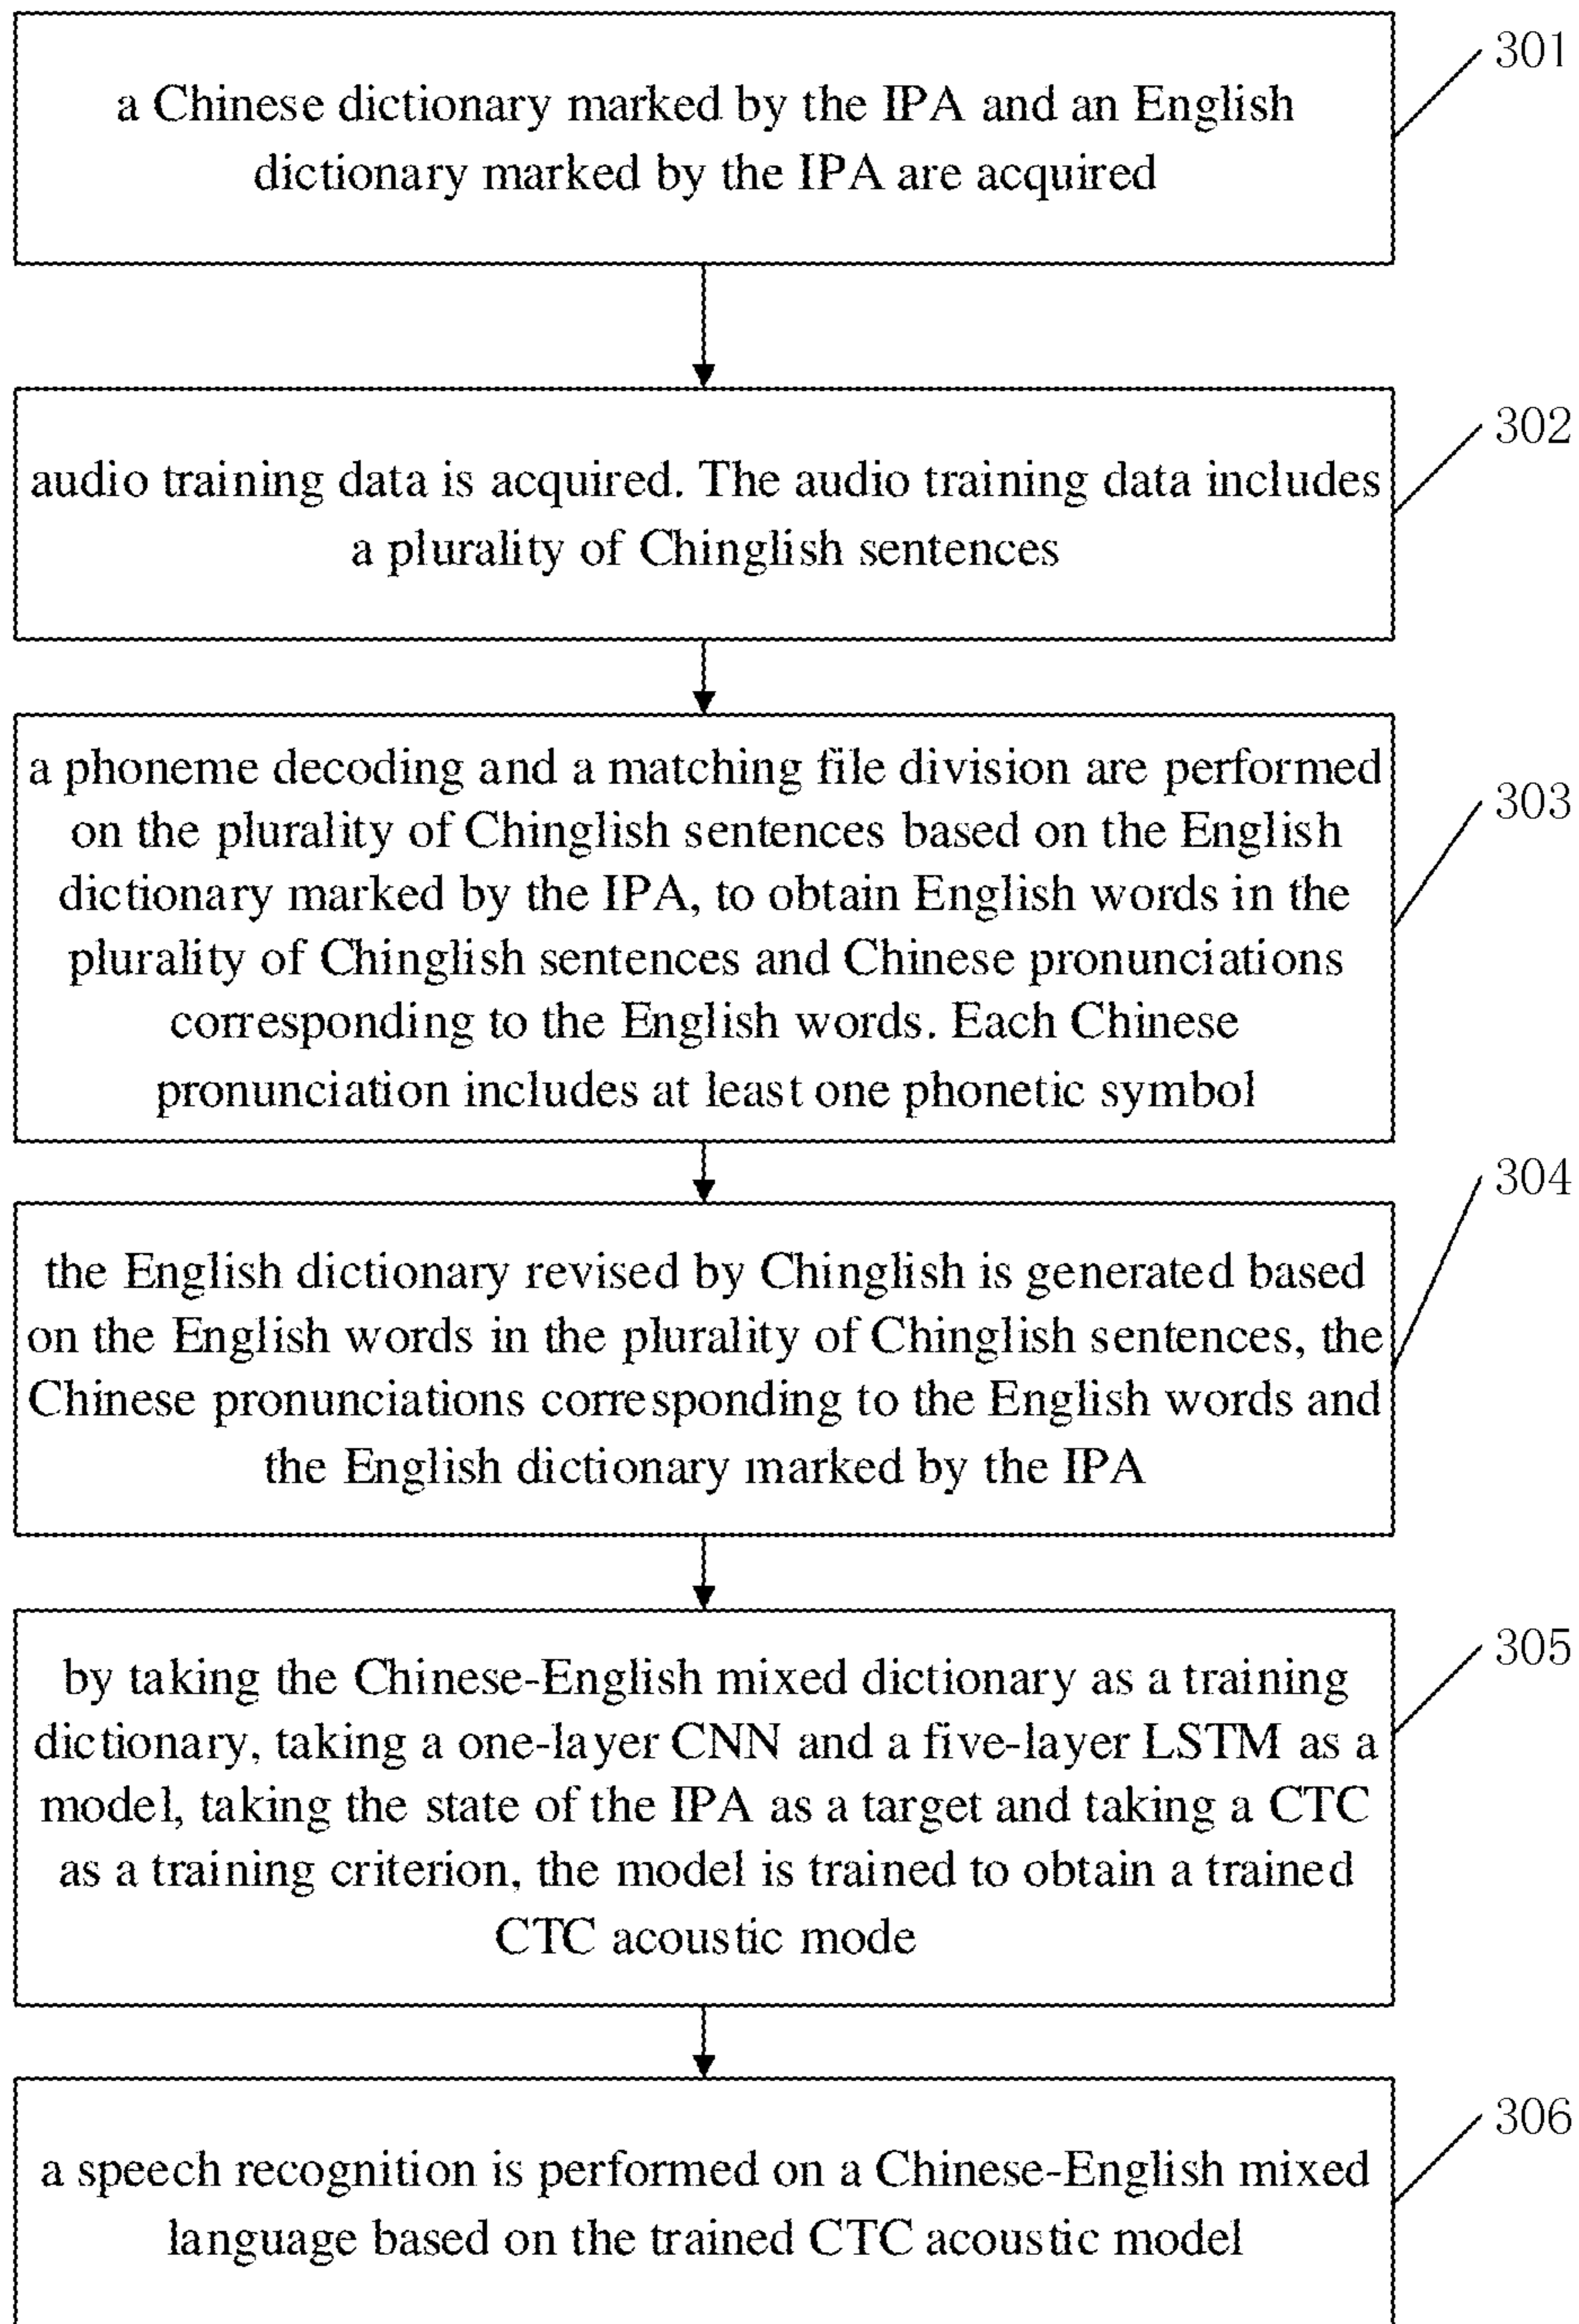 301
a Chinese dictionary marked by the IPA and an English
dictionary marked by the IPA are acquired
302
audio training data is acquired. The audio training data includes
a plurality of Chinglish sentences
303
a phoneme decoding and a matching file division are performed
on the plurality of Chinglish sentences based on the English
dictionary marked by the IPA, to obtain English words in the
plurality of Chinglish sentences and Chinese pronunciations
corresponding to the English words. Each Chinese
pronunciation includes at least one phonetic symbol
304
the English dictionary revised by Chinglish is generated based
on the English words in the plurality of Chinglish sentences, the
Chinese pronunciations corresponding to the English words and
the English dictionary marked by the IPA
305
by taking the Chinese-English mixed dictionary as a training
dictionary, taking a one-layer CNN and a five-layer LSTM as a
model, taking the state of the IPA as a target and taking a CTC
as a training criterion, the model is trained to obtain a trained
CTC acoustic mode
306
a speech recognition is performed on a Chinese-English mixed
language based on the trained CTC acoustic model